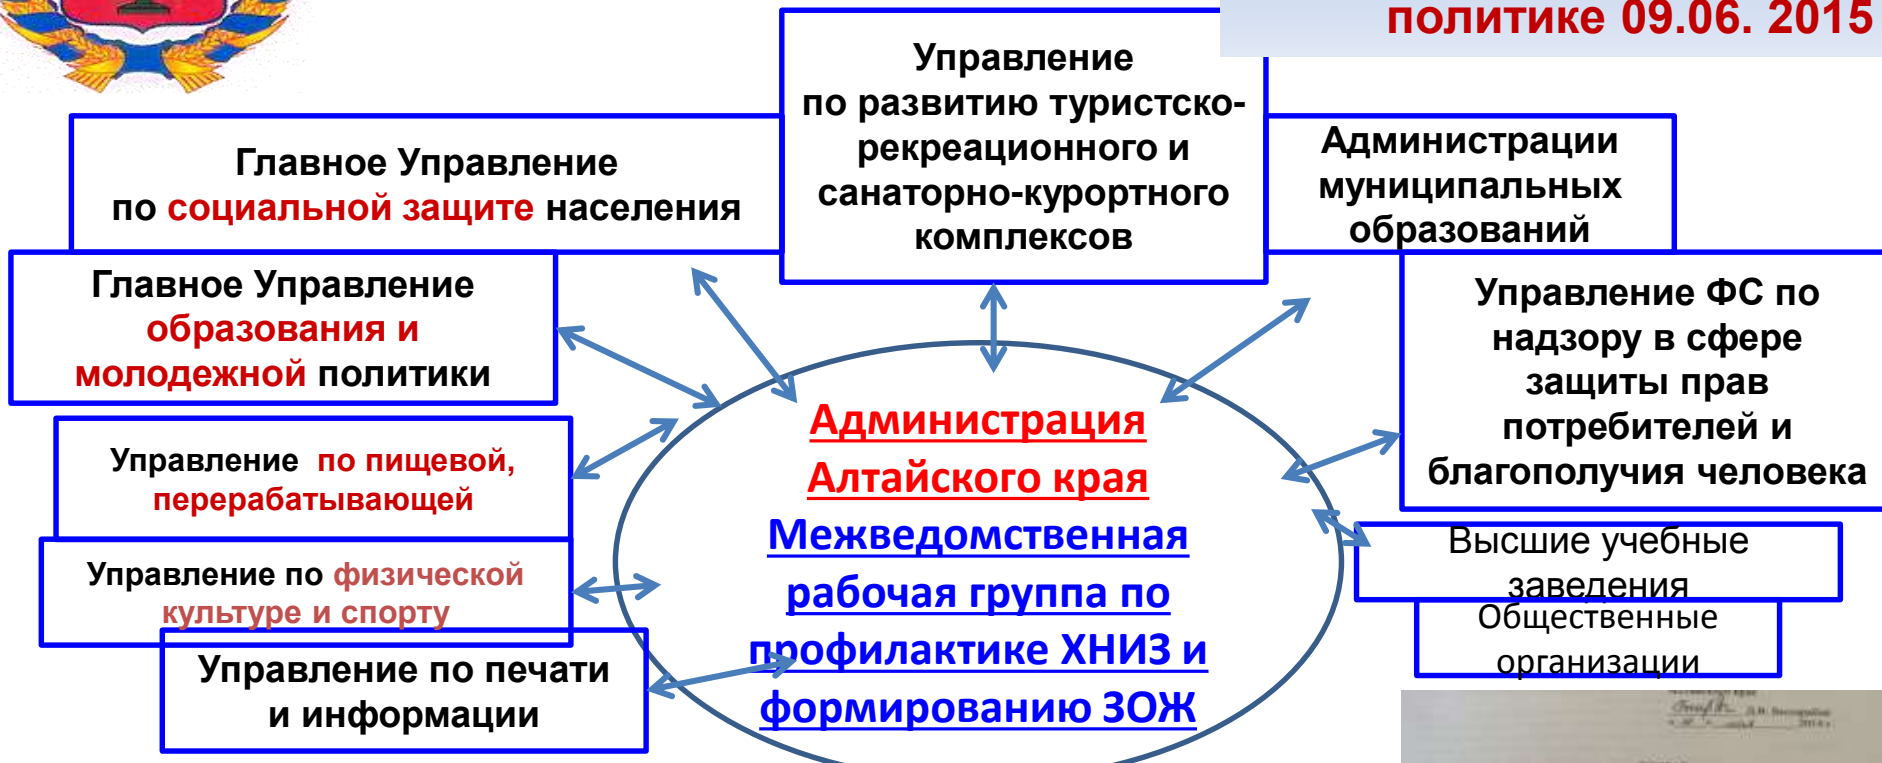 политике 09.06. 2015
Управление
по развитию туристско-
рекреационного и
санаторно-курортного
комплексов
Главное Управление
по социальной защите населения
Администрации
муниципальных
образований
Главное Управление
образования и
молодежной политики
Управление ФС по
надзору в сфере
защиты прав
потребителей и
благополучия человека
Управление по пищевой,
перерабатывающей
Администрация
Алтайского края
Межведомственная
рабочая группа по
профилактике ХНИЗ и
формированию ЗОЖ
Высшие учебные
заведения
Управление по физической
культуре и спорту
Общественные
организации
Управление по печати
и информации